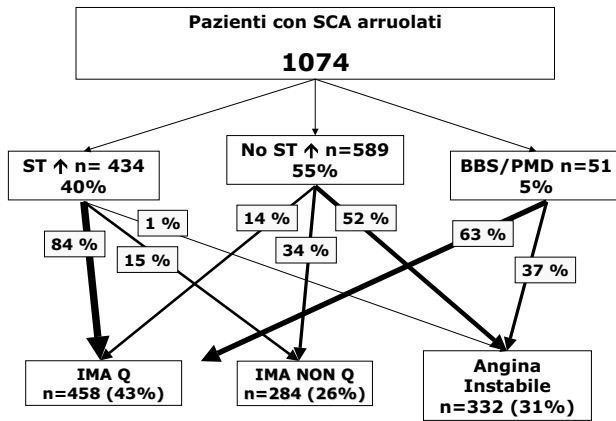 Pazienti con SCA arruolati
1074
ST ↑ n= 434
40%
No ST ↑ n=589
55%
BBS/PMD n=51
5%
1 %
14 %
52 %
84 %
15 %
34 %
63 %
37 %
IMA Q
n=458 (43%)
IMA NON Q
n=284 (26%)
Angina
Instabile
n=332 (31%)